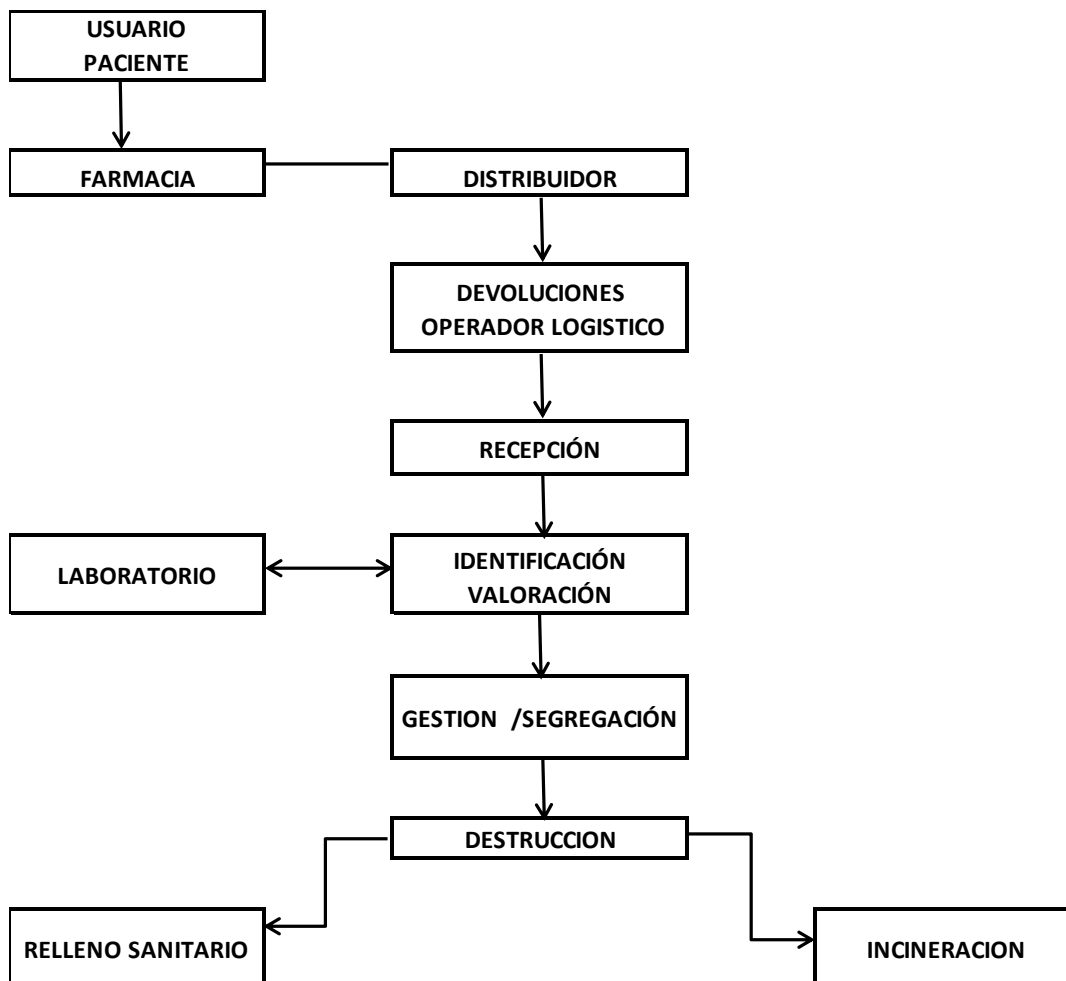 USUARIO
PACIENTE
FARMACIA
DISTRIBUIDOR
DEVOLUCIONES
OPERADOR LOGISTICO
RECEPCIÓN
LABORATORIO
IDENTIFICACIÓN
VALORACIÓN
GESTION /SEGREGACIÓN
DESTRUCCION
RELLENO SANITARIO
INCINERACION